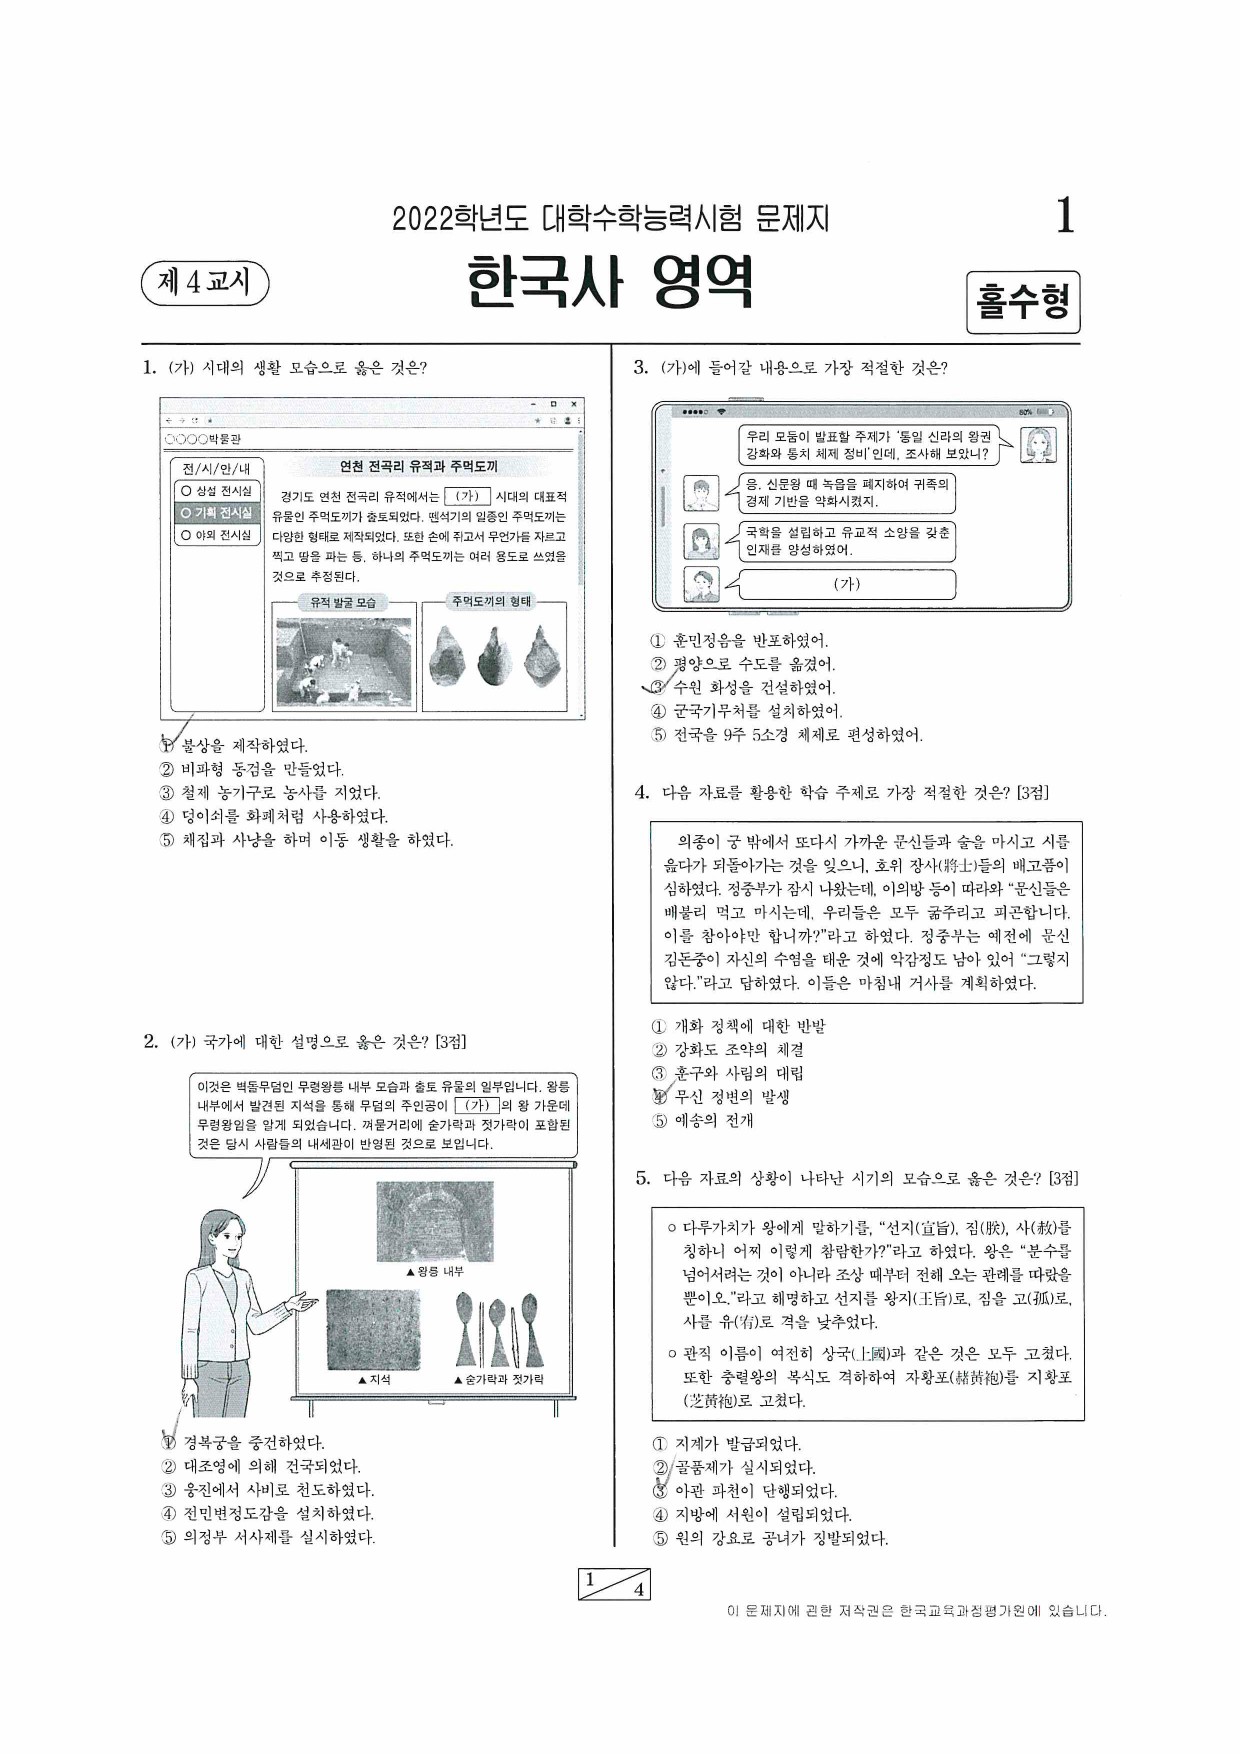 2022학년도 대학수학능력시험 문제지
1
제 4 교시
한국사 영역
홀수형
1. (가) 시대의 생활 모습으로 옳은 것은?
○○○○박물관
전/시/안/내
○ 상설 전시실
○ 기획 전시실
○ 야외 전시실
연천 전곡리 유적과 주먹도끼
경기도 연천 전곡리 유적에서는 (가) 시대의 대표적
유물인 주먹도끼가 출토되었다. 뗀석기의 일종인 주먹도끼는
다양한 형태로 제작되었다. 또한 손에 쥐고서 무언가를 자르고
찍고 땅을 파는 등, 하나의 주먹도끼는 여러 용도로 쓰였을
것으로 추정된다.
유적 발굴 모습
주먹도끼의 형태
① 불상을 제작하였다.
② 비파형 동검을 만들었다.
③ 철제 농기구로 농사를 지었다.
④ 덩이쇠를 화폐처럼 사용하였다.
⑤ 채집과 사냥을 하며 이동 생활을 하였다.
2. (가) 국가에 대한 설명으로 옳은 것은? [3점]
이것은 벽돌무덤인 무령왕릉 내부 모습과 출토 유물의 일부입니다. 왕릉
내부에서 발견된 지석을 통해 무덤의 주인공이 (가) 의 왕 가운데
무령왕임을 알게 되었습니다. 껴묻거리에 숟가락과 젓가락이 포함된
것은 당시 사람들의 내세관이 반영된 것으로 보입니다.
▲ 왕릉 내부
▲ 지석
▲ 숟가락과 젓가락
① 경복궁을 중건하였다.
② 대조영에 의해 건국되었다.
③ 웅진에서 사비로 천도하였다.
④ 전민변정도감을 설치하였다.
⑤ 의정부 서사제를 실시하였다.
3. (가)에 들어갈 내용으로 가장 적절한 것은?
80%
우리 모둠이 발표할 주제가 '통일 신라의 왕권
강화와 통치 체제 정비'인데, 조사해 보았니?
응. 신문왕 때 녹읍을 폐지하여 귀족의
경제 기반을 약화시켰지.
국학을 설립하고 유교적 소양을 갖춘
인재를 양성하였어.
(가)
① 훈민정음을 반포하였어.
② 평양으로 수도를 옮겼어.
③ 수원 화성을 건설하였어.
④ 군국기무처를 설치하였어.
⑤ 전국을 9주 5소경 체제로 편성하였어.
4. 다음 자료를 활용한 학습 주제로 가장 적절한 것은? [3점]
의종이 궁 밖에서 또다시 가까운 문신들과 술을 마시고 시를
읊다가 되돌아가는 것을 잊으니, 호위 장사(將士)들의 배고픔이
심하였다. 정중부가 잠시 나왔는데, 이의방 등이 따라와 “문신들은
배불리 먹고 마시는데, 우리들은 모두 굶주리고 피곤합니다.
이를 참아야만 합니까?”라고 하였다. 정중부는 예전에 문신
김돈중이 자신의 수염을 태운 것에 악감정도 남아 있어 “그렇지
않다.”라고 답하였다. 이들은 마침내 거사를 계획하였다.
① 개화 정책에 대한 반발
② 강화도 조약의 체결
③ 훈구와 사림의 대립
④ 무신 정변의 발생
⑤ 예송의 전개
5. 다음 자료의 상황이 나타난 시기의 모습으로 옳은 것은? [3점]
○ 다루가치가 왕에게 말하기를, “선지(宣旨), 짐(朕), 사(赦)를
칭하니 어찌 이렇게 참람한가?”라고 하였다. 왕은 “분수를
넘어서려는 것이 아니라 조상 때부터 전해 오는 관례를 따랐을
뿐이오.”라고 해명하고 선지를 왕지(王旨)로, 짐을 고(孤)로,
사를 유(宥)로 격을 낮추었다.
○ 관직 이름이 여전히 상국(上國)과 같은 것은 모두 고쳤다.
또한 충렬왕의 복식도 격하하여 자황포(赭黃袍)를 지황포
(芝黃袍)로 고쳤다.
① 지계가 발급되었다.
② 골품제가 실시되었다.
③ 아관 파천이 단행되었다.
④ 지방에 서원이 설립되었다.
⑤ 원의 강요로 공녀가 징발되었다.
1
4
이 문제지에 관한 저작권은 한국교육과정평가원에 있습니다.